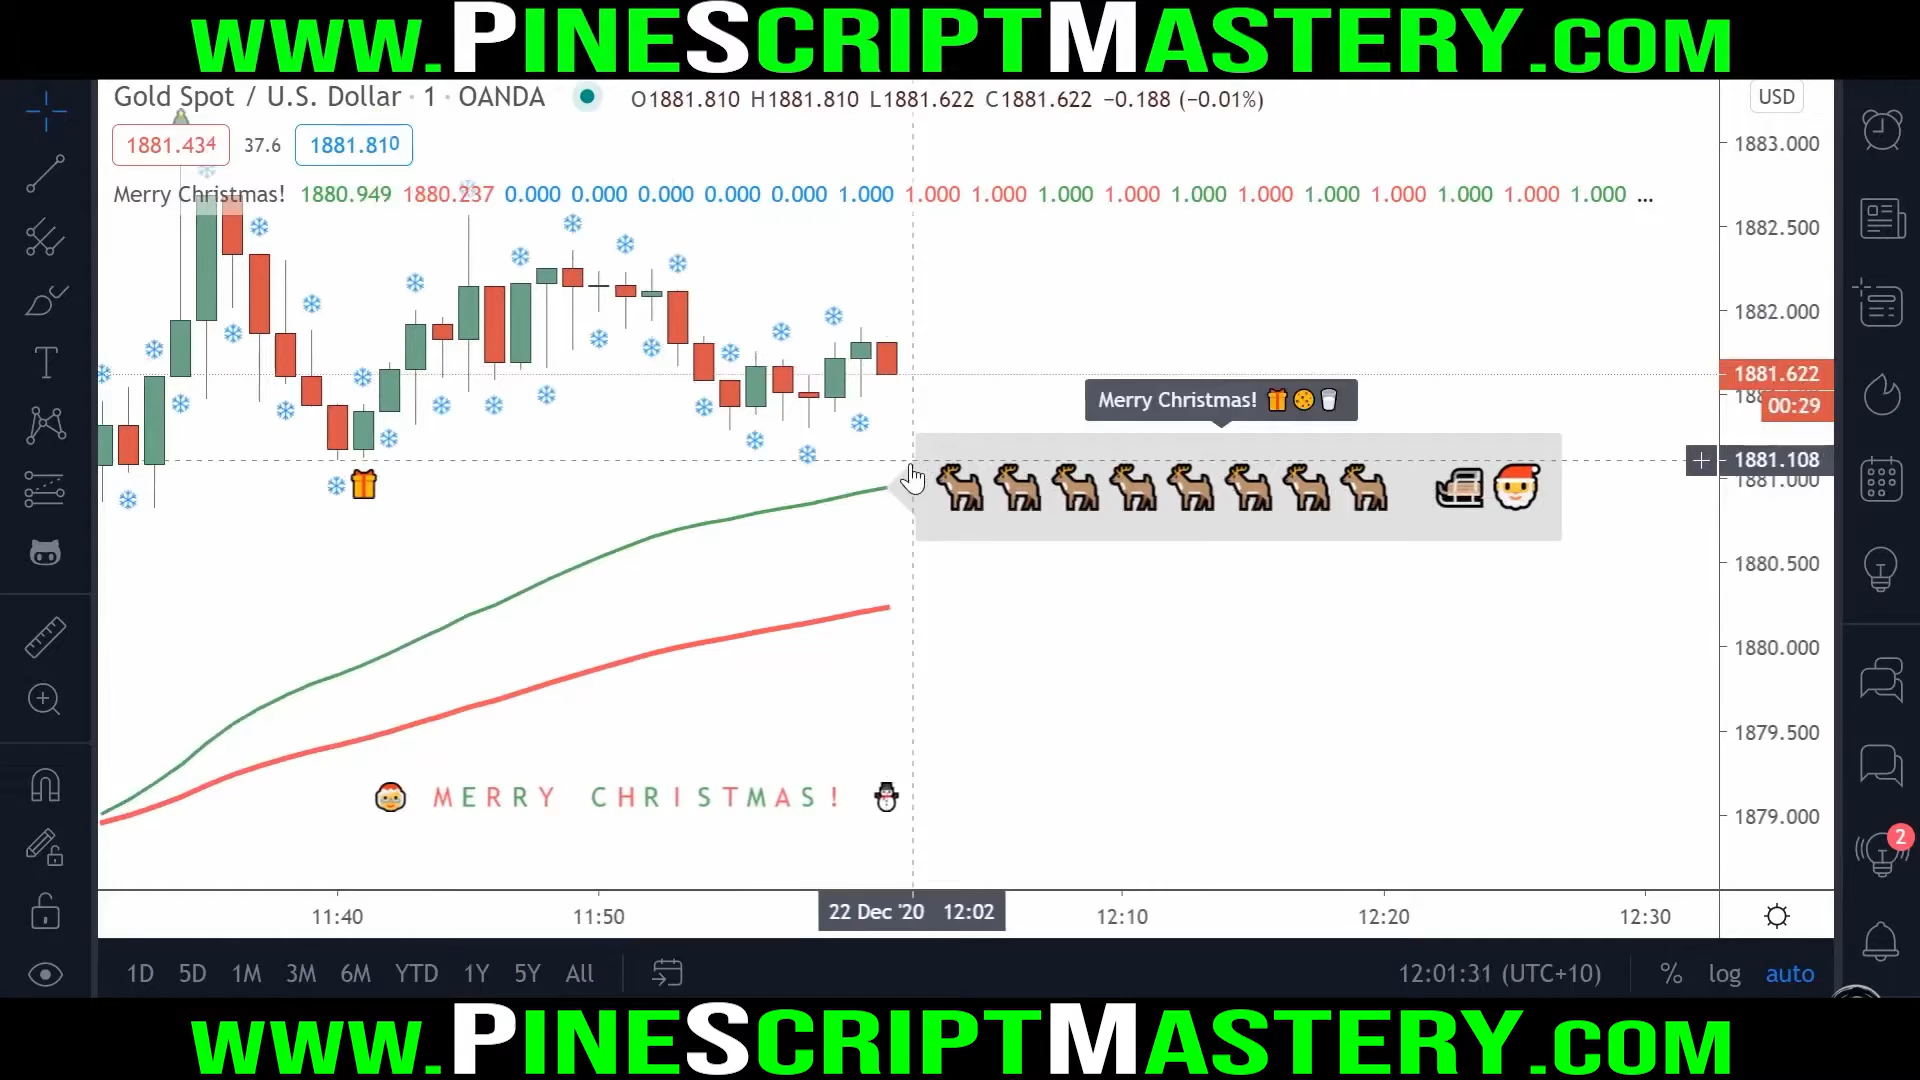 www.PineScriptMastery.com
Gold Spot / U.S. Dollar · 1 · OANDA O1881.810 H1881.810 L1881.622 C1881.622 −0.188 (−0.01%)
USD
1881.434 37.6 1881.810
1883.000
Merry Christmas! 1880.949 1880.237 0.000 0.000 0.000 0.000 0.000 1.000 1.000 1.000 1.000 1.000 1.000 1.000 1.000 1.000 1.000 1.000 1.000 ...
1882.500
1882.000
1881.622
00:29
Merry Christmas! 🎁🍪🥛
1881.108
1881.000
1880.500
1880.000
1879.500
MERRY CHRISTMAS!
1879.000
11:40 11:50 22 Dec '20 12:02 12:10 12:20 12:30
2
1D 5D 1M 3M 6M YTD 1Y 5Y All 12:01:31 (UTC+10) % log auto
www.PineScriptMastery.com